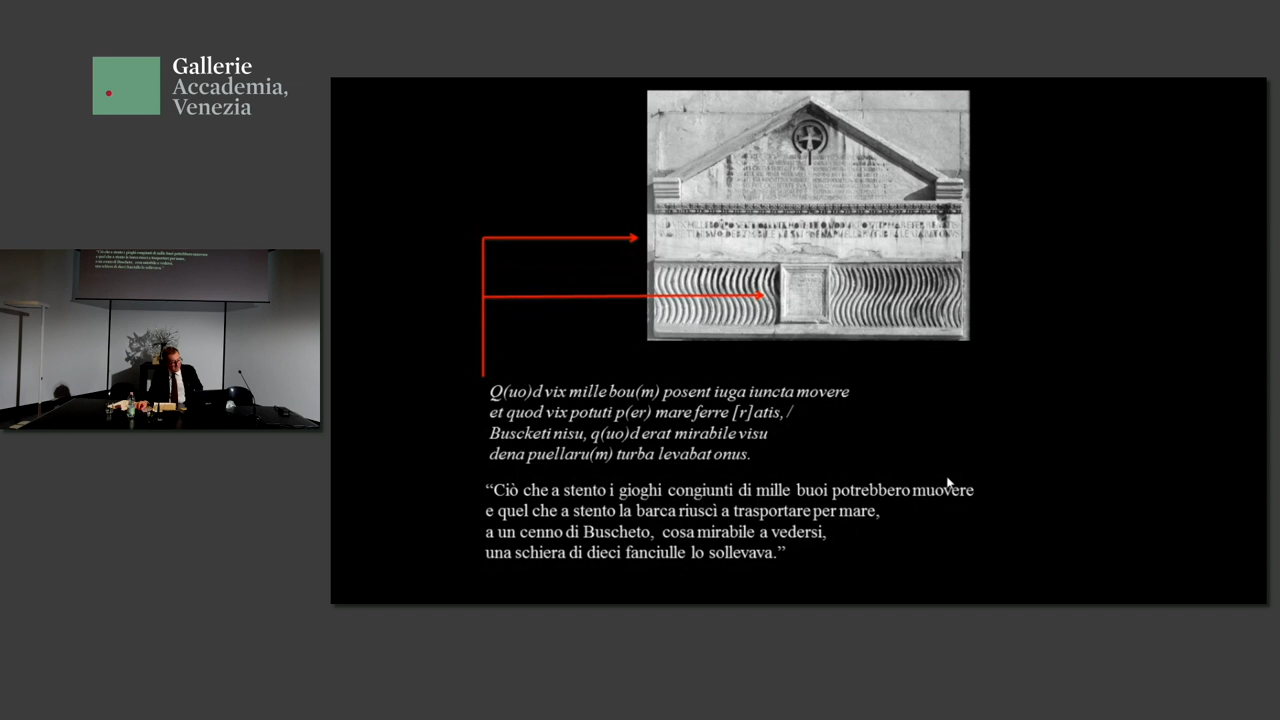 Gallerie
Accademia,
Venezia
Q(uo)d vix mille bou(m) posent iuga iuncta movere
et quod vix potuti p(er) mare ferre [r]atis, /
Buscketi nisu, q(uo)d erat mirabile visu
dena puellaru(m) turba levabat onus.
“Ciò che a stento i gioghi congiunti di mille buoi potrebbero muovere
e quel che a stento la barca riuscì a trasportare per mare,
a un cenno di Buscheto, cosa mirabile a vedersi,
una schiera di dieci fanciulle lo sollevava.”